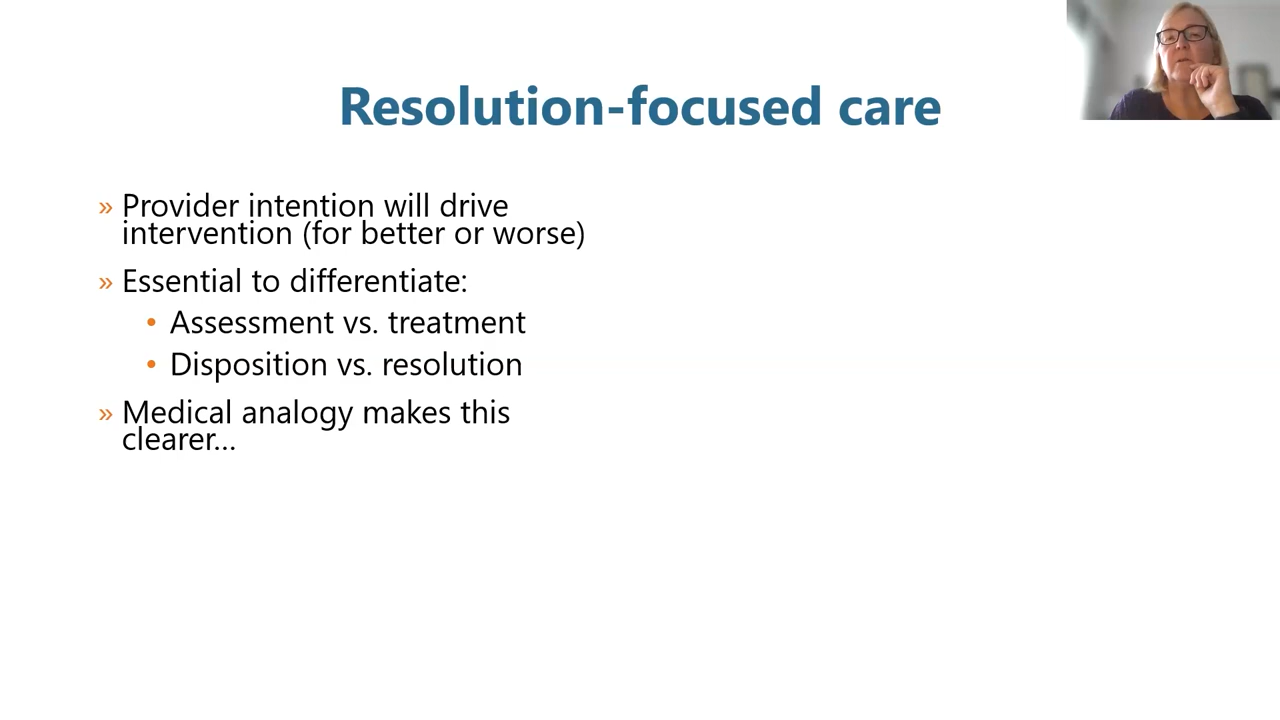 Resolution-focused care
» Provider intention will drive
intervention (for better or worse)
» Essential to differentiate:
• Assessment vs. treatment
• Disposition vs. resolution
» Medical analogy makes this
clearer...